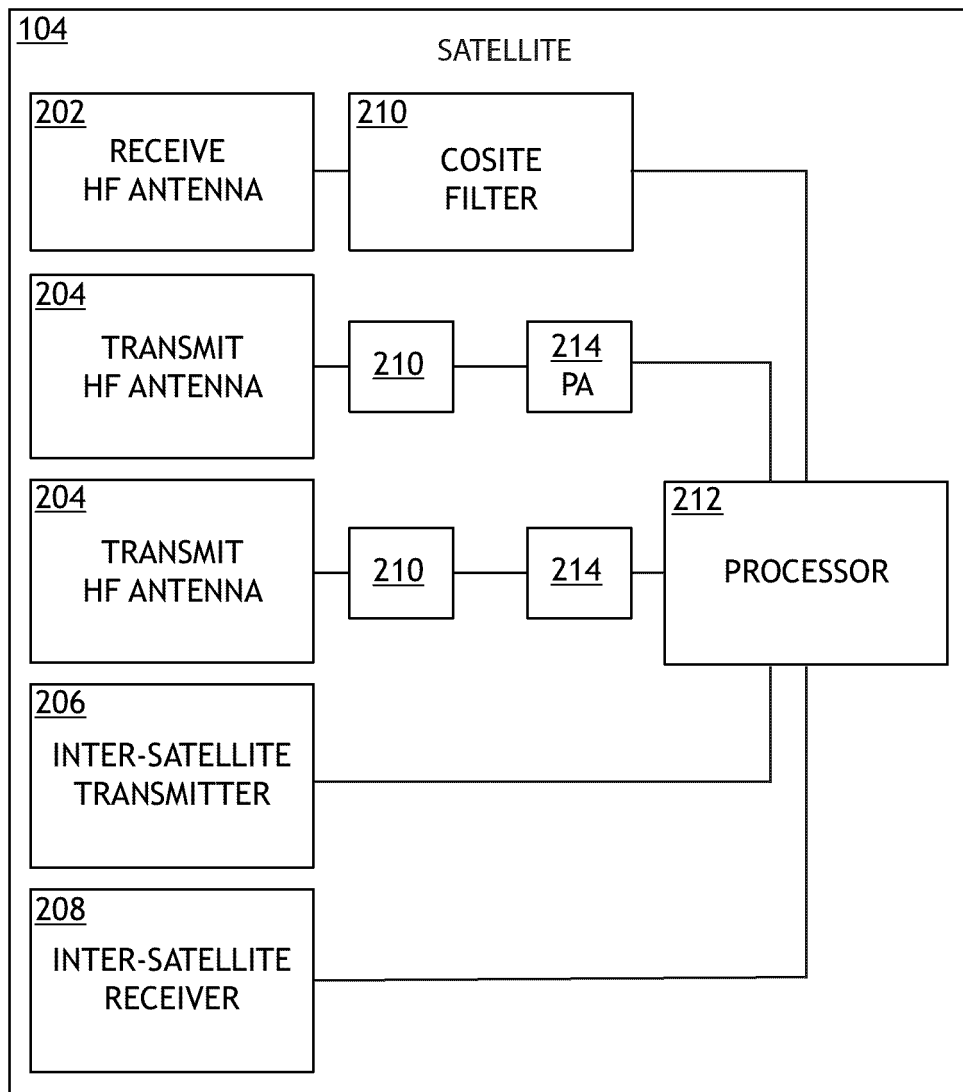 104
SATELLITE
202
RECEIVE
HF ANTENNA
210
COSITE
FILTER
204
TRANSMIT
HF ANTENNA
210
214
PA
204
TRANSMIT
HF ANTENNA
210
214
212
PROCESSOR
206
INTER-SATELLITE
TRANSMITTER
208
INTER-SATELLITE
RECEIVER